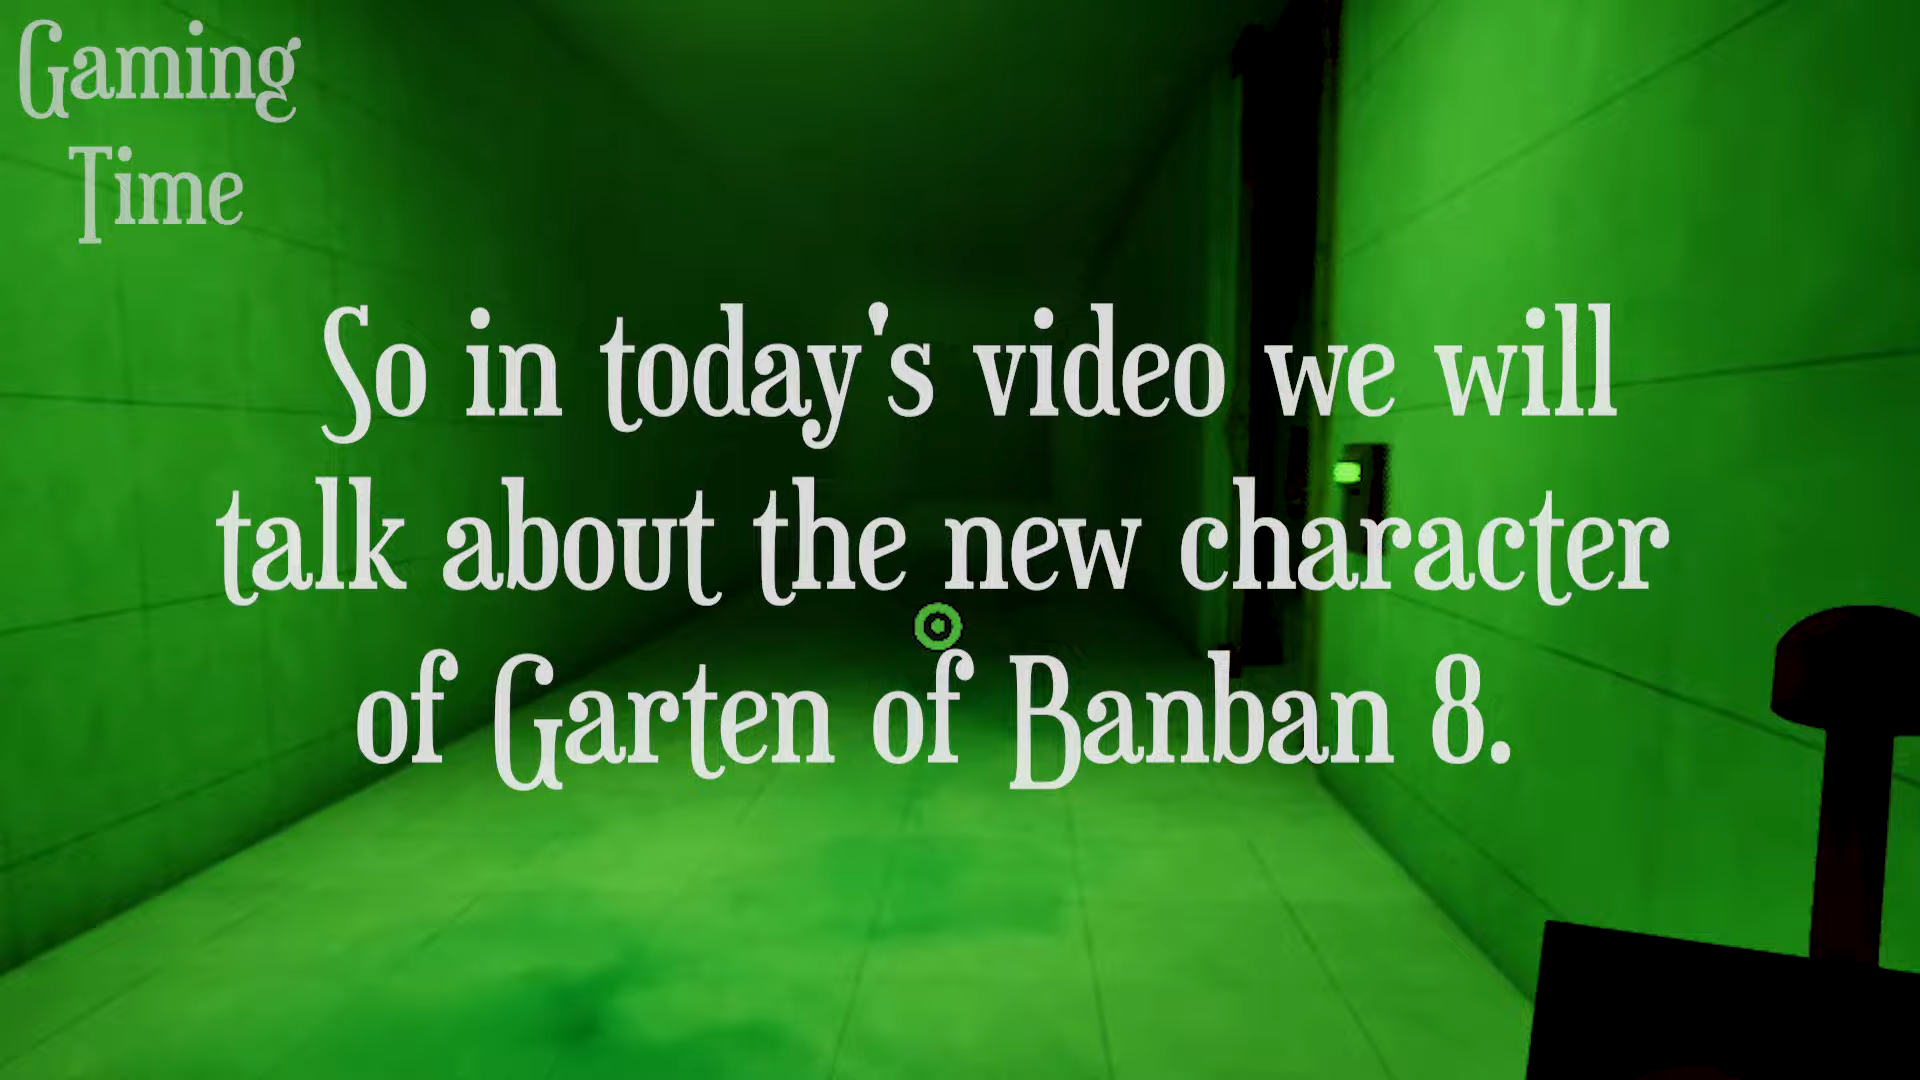 Gaming
Time
So in today's video we will
talk about the new character
of Garten of Banban 8.